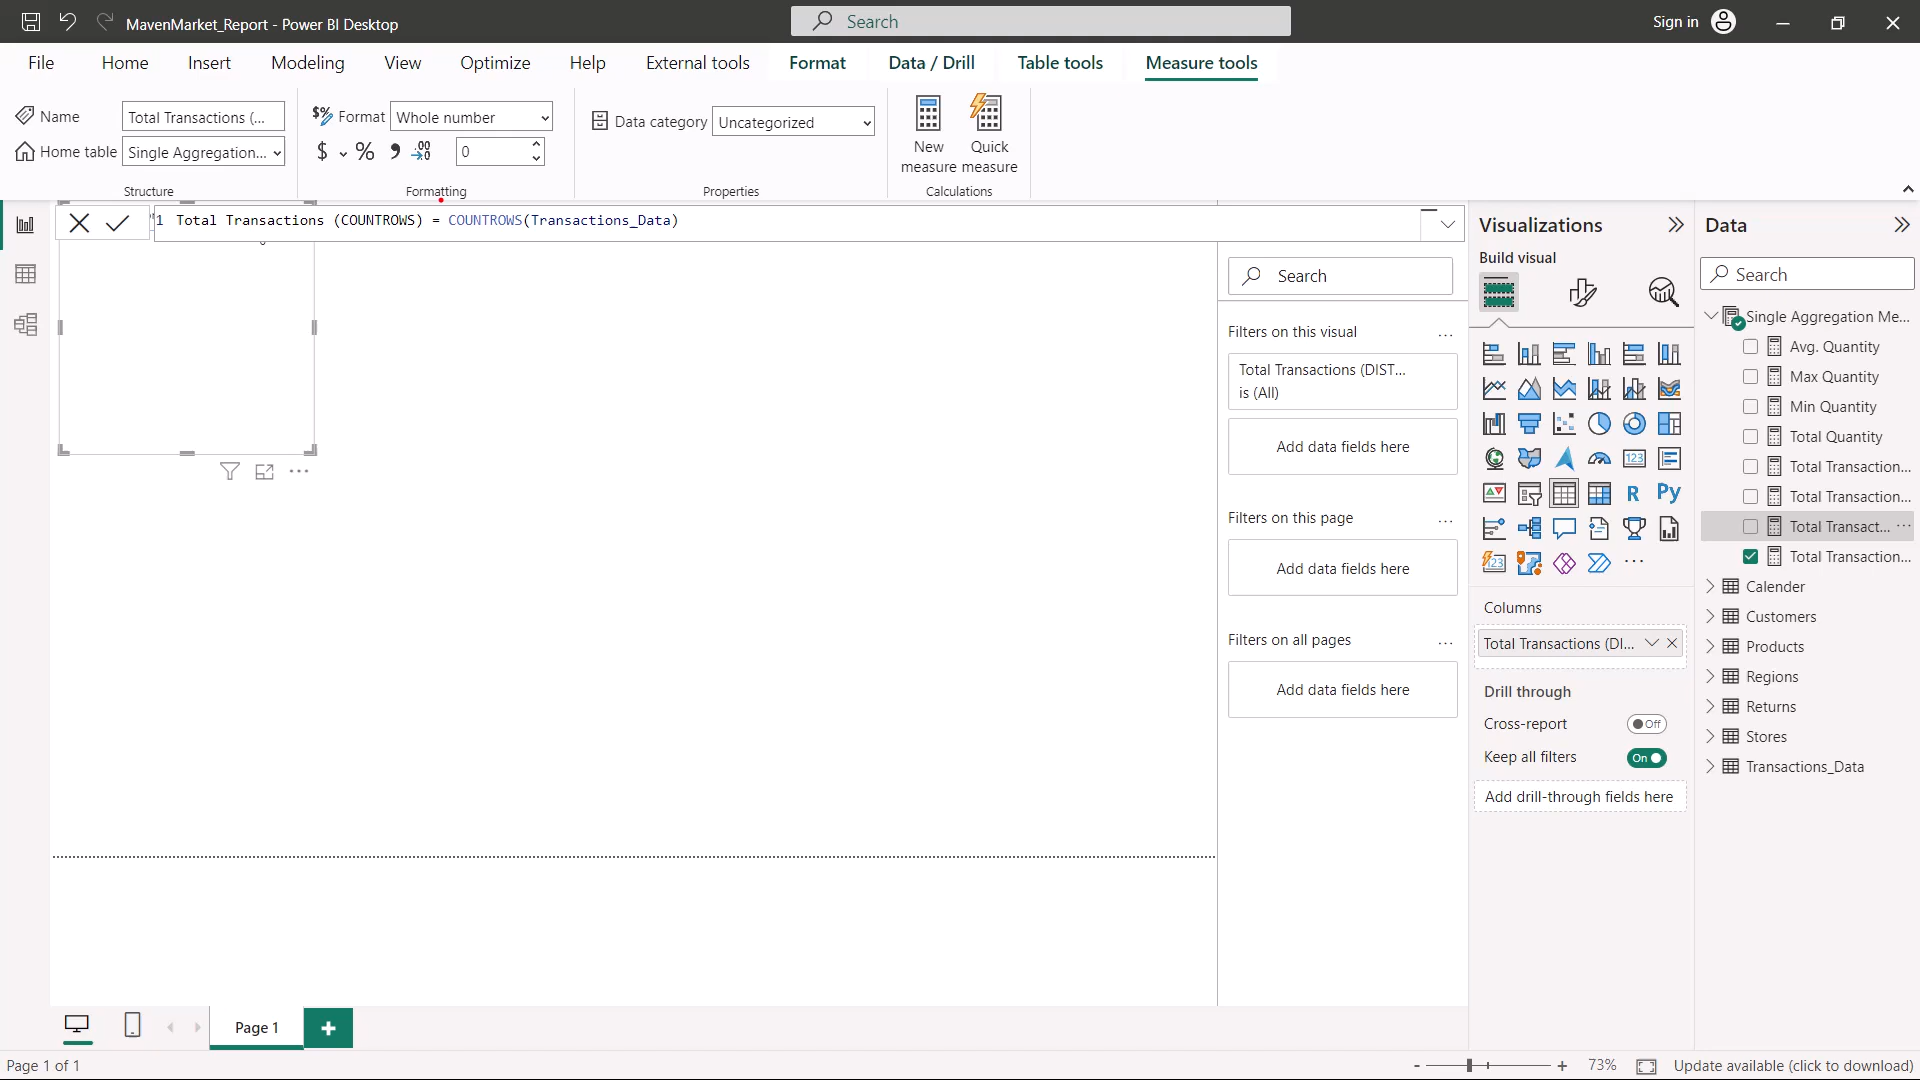 MavenMarket_Report - Power BI Desktop
Search
Sign in
File
Home
Insert
Modeling
View
Optimize
Help
External tools
Format
Data / Drill
Table tools
Measure tools
Name
Total Transactions (...
Home table
Single Aggregation...
Structure
Format
Whole number
$
%
0
Formatting
Data category
Uncategorized
Properties
New measure
Quick measure
Calculations
1 Total Transactions (COUNTROWS) = COUNTROWS(Transactions_Data)
Search
Filters on this visual
Total Transactions (DIST...
is (All)
Add data fields here
Filters on this page
Add data fields here
Filters on all pages
Add data fields here
Visualizations
Build visual
123
R
Py
123
Columns
Total Transactions (DI...
Drill through
Cross-report
Off
Keep all filters
On
Add drill-through fields here
Data
Search
Single Aggregation Me...
Avg. Quantity
Max Quantity
Min Quantity
Total Quantity
Total Transaction...
Total Transaction...
Total Transact...
Total Transaction...
Calender
Customers
Products
Regions
Returns
Stores
Transactions_Data
Page 1
Page 1 of 1
73%
Update available (click to download)